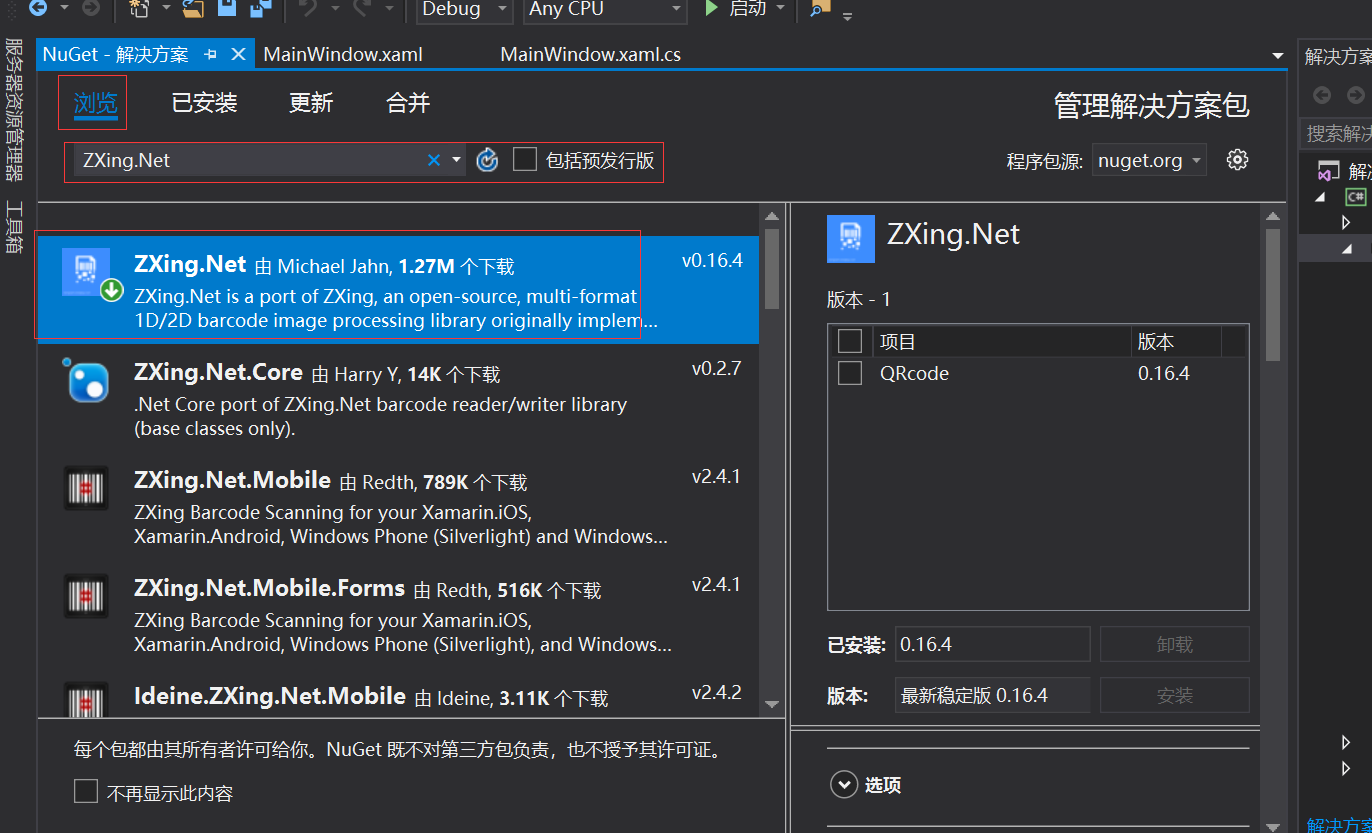 Debug
Any CPU
启动
服务器资源管理器
工具箱
NuGet - 解决方案
MainWindow.xaml
MainWindow.xaml.cs
浏览
已安装
更新
合并
管理解决方案包
ZXing.Net
包括预发行版
程序包源:
nuget.org
ZXing.Net 由 Michael Jahn, 1.27M 个下载
v0.16.4
ZXing.Net is a port of ZXing, an open-source, multi-format
1D/2D barcode image processing library originally implem...
ZXing.Net.Core 由 Harry Y, 14K 个下载
v0.2.7
.Net Core port of ZXing.Net barcode reader/writer library
(base classes only).
ZXing.Net.Mobile 由 Redth, 789K 个下载
v2.4.1
ZXing Barcode Scanning for your Xamarin.iOS,
Xamarin.Android, Windows Phone (Silverlight) and Windows...
ZXing.Net.Mobile.Forms 由 Redth, 516K 个下载
v2.4.1
ZXing Barcode Scanning for your Xamarin.iOS,
Xamarin.Android, Windows Phone (Silverlight), and Windows...
Ideine.ZXing.Net.Mobile 由 Ideine, 3.11K 个下载
v2.4.2
每个包都由其所有者许可给你。NuGet 既不对第三方包负责，也不授予其许可证。
不再显示此内容
ZXing.Net
版本 - 1
项目
版本
QRcode
0.16.4
已安装:
0.16.4
卸载
版本:
最新稳定版 0.16.4
安装
选项
解决方案
搜索解决
解
C#
解决方案